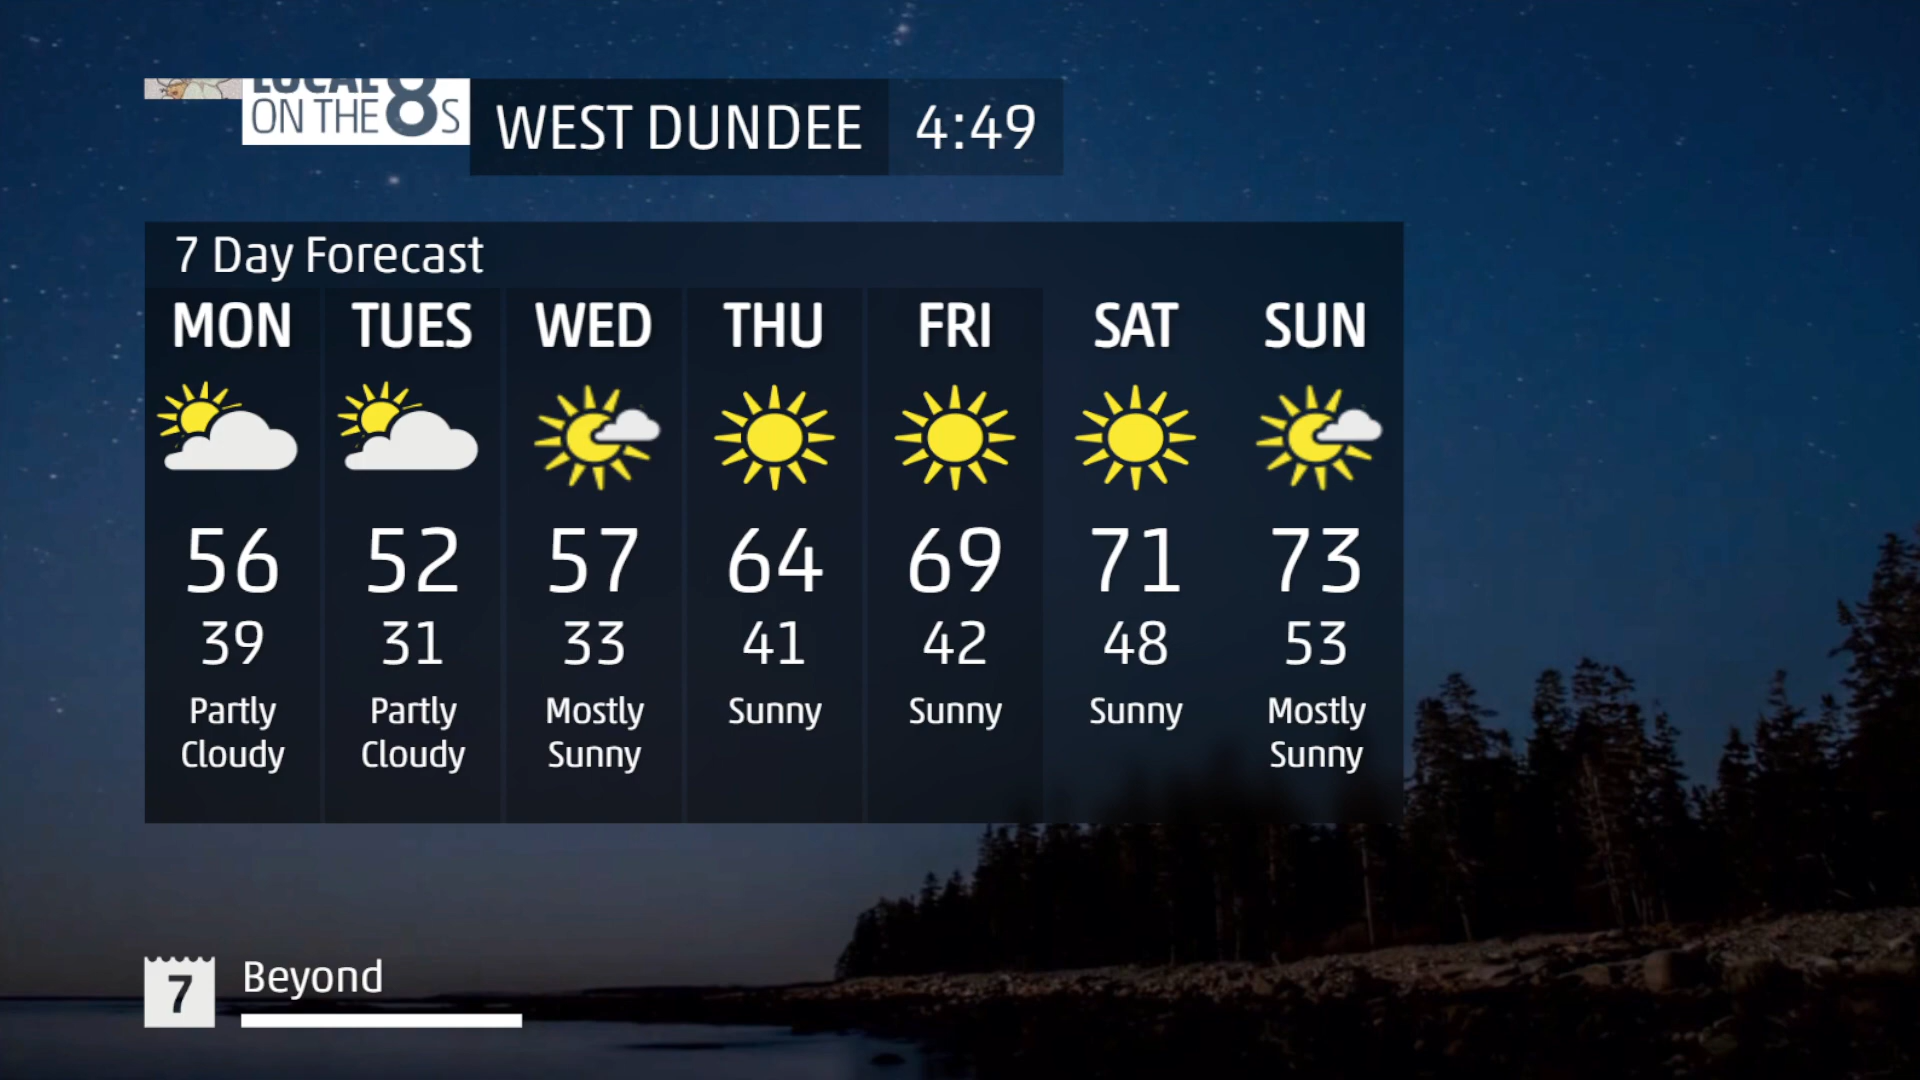 LOCAL
ON THE 8s
WEST DUNDEE
4:49
7 Day Forecast
MON TUES WED THU FRI SAT SUN
56 52 57 64 69 71 73
39 31 33 41 42 48 53
Partly Partly Mostly Sunny Sunny Sunny Mostly
Cloudy Cloudy Sunny Sunny
7
Beyond